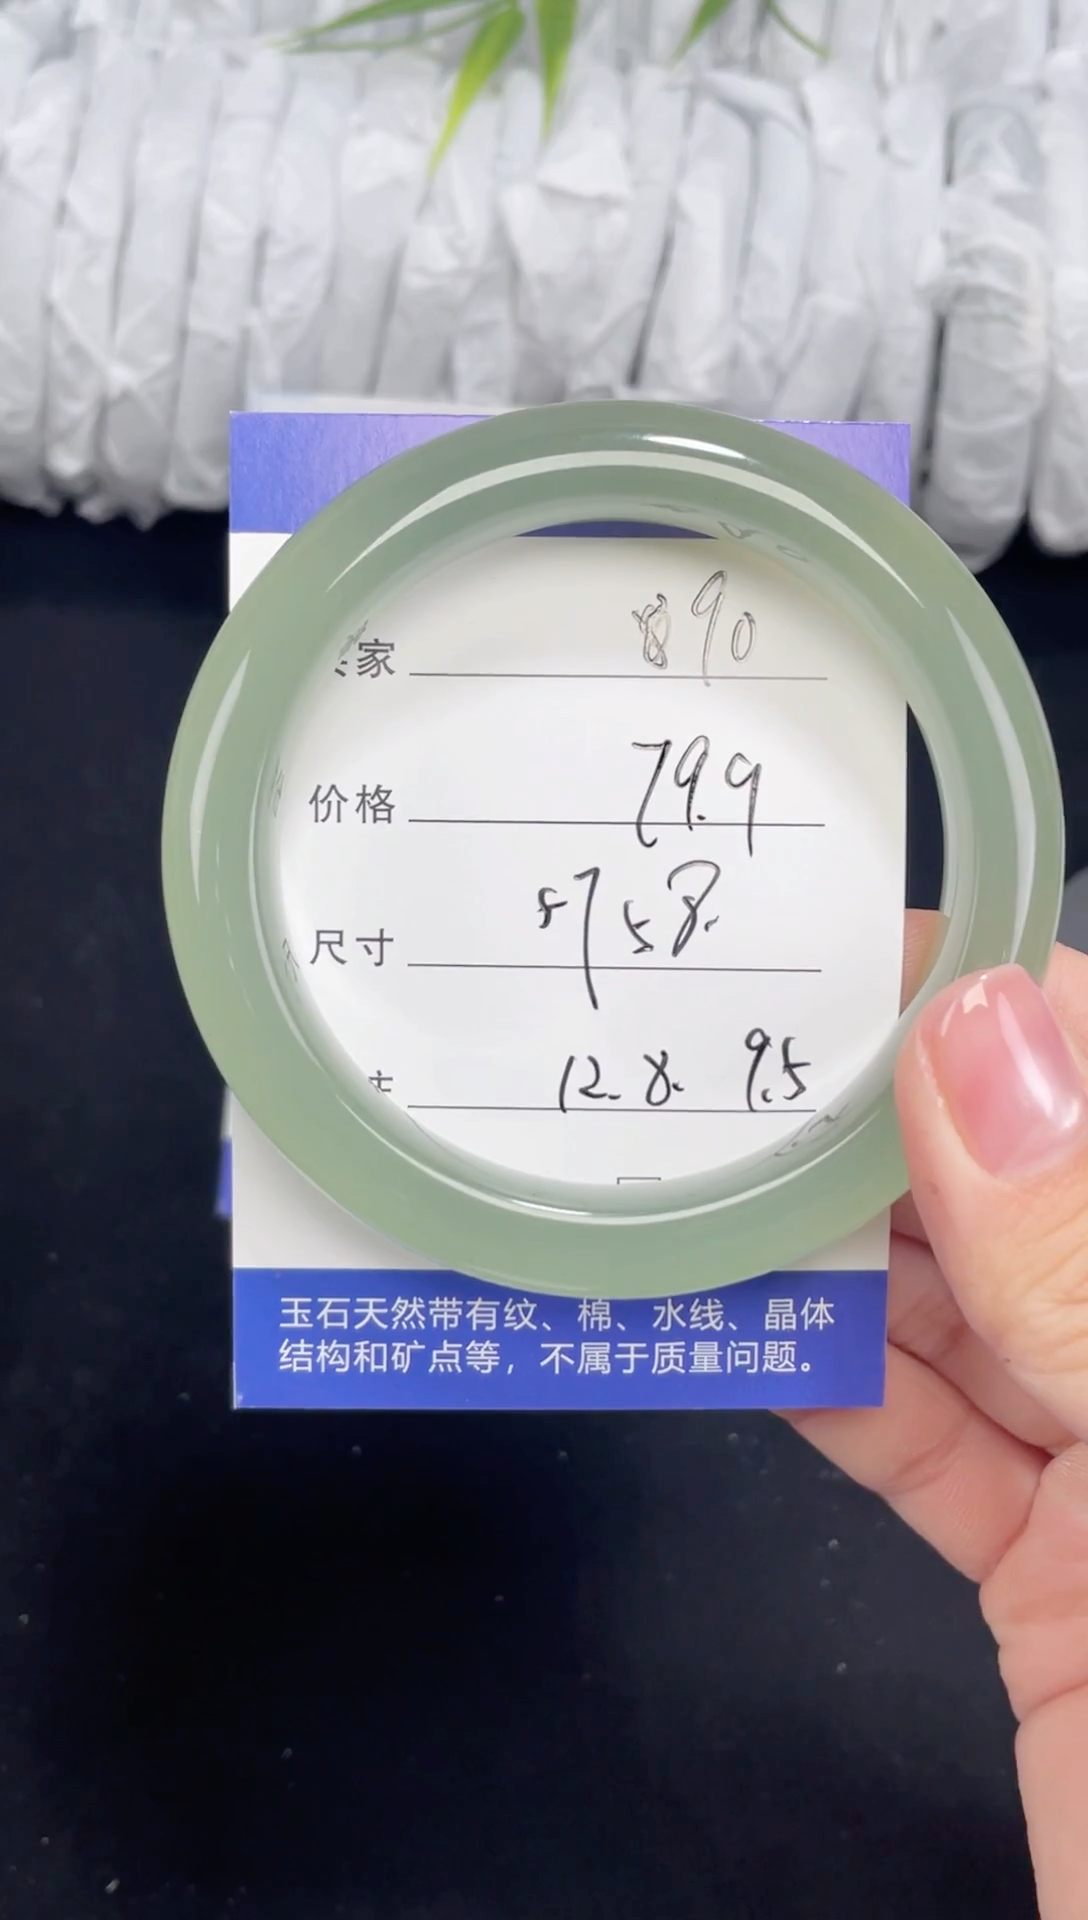 家 890
价格 79.9
尺寸 57 58.
12.8. 9.5
玉石天然带有纹、棉、水线、晶体
结构和矿点等，不属于质量问题。